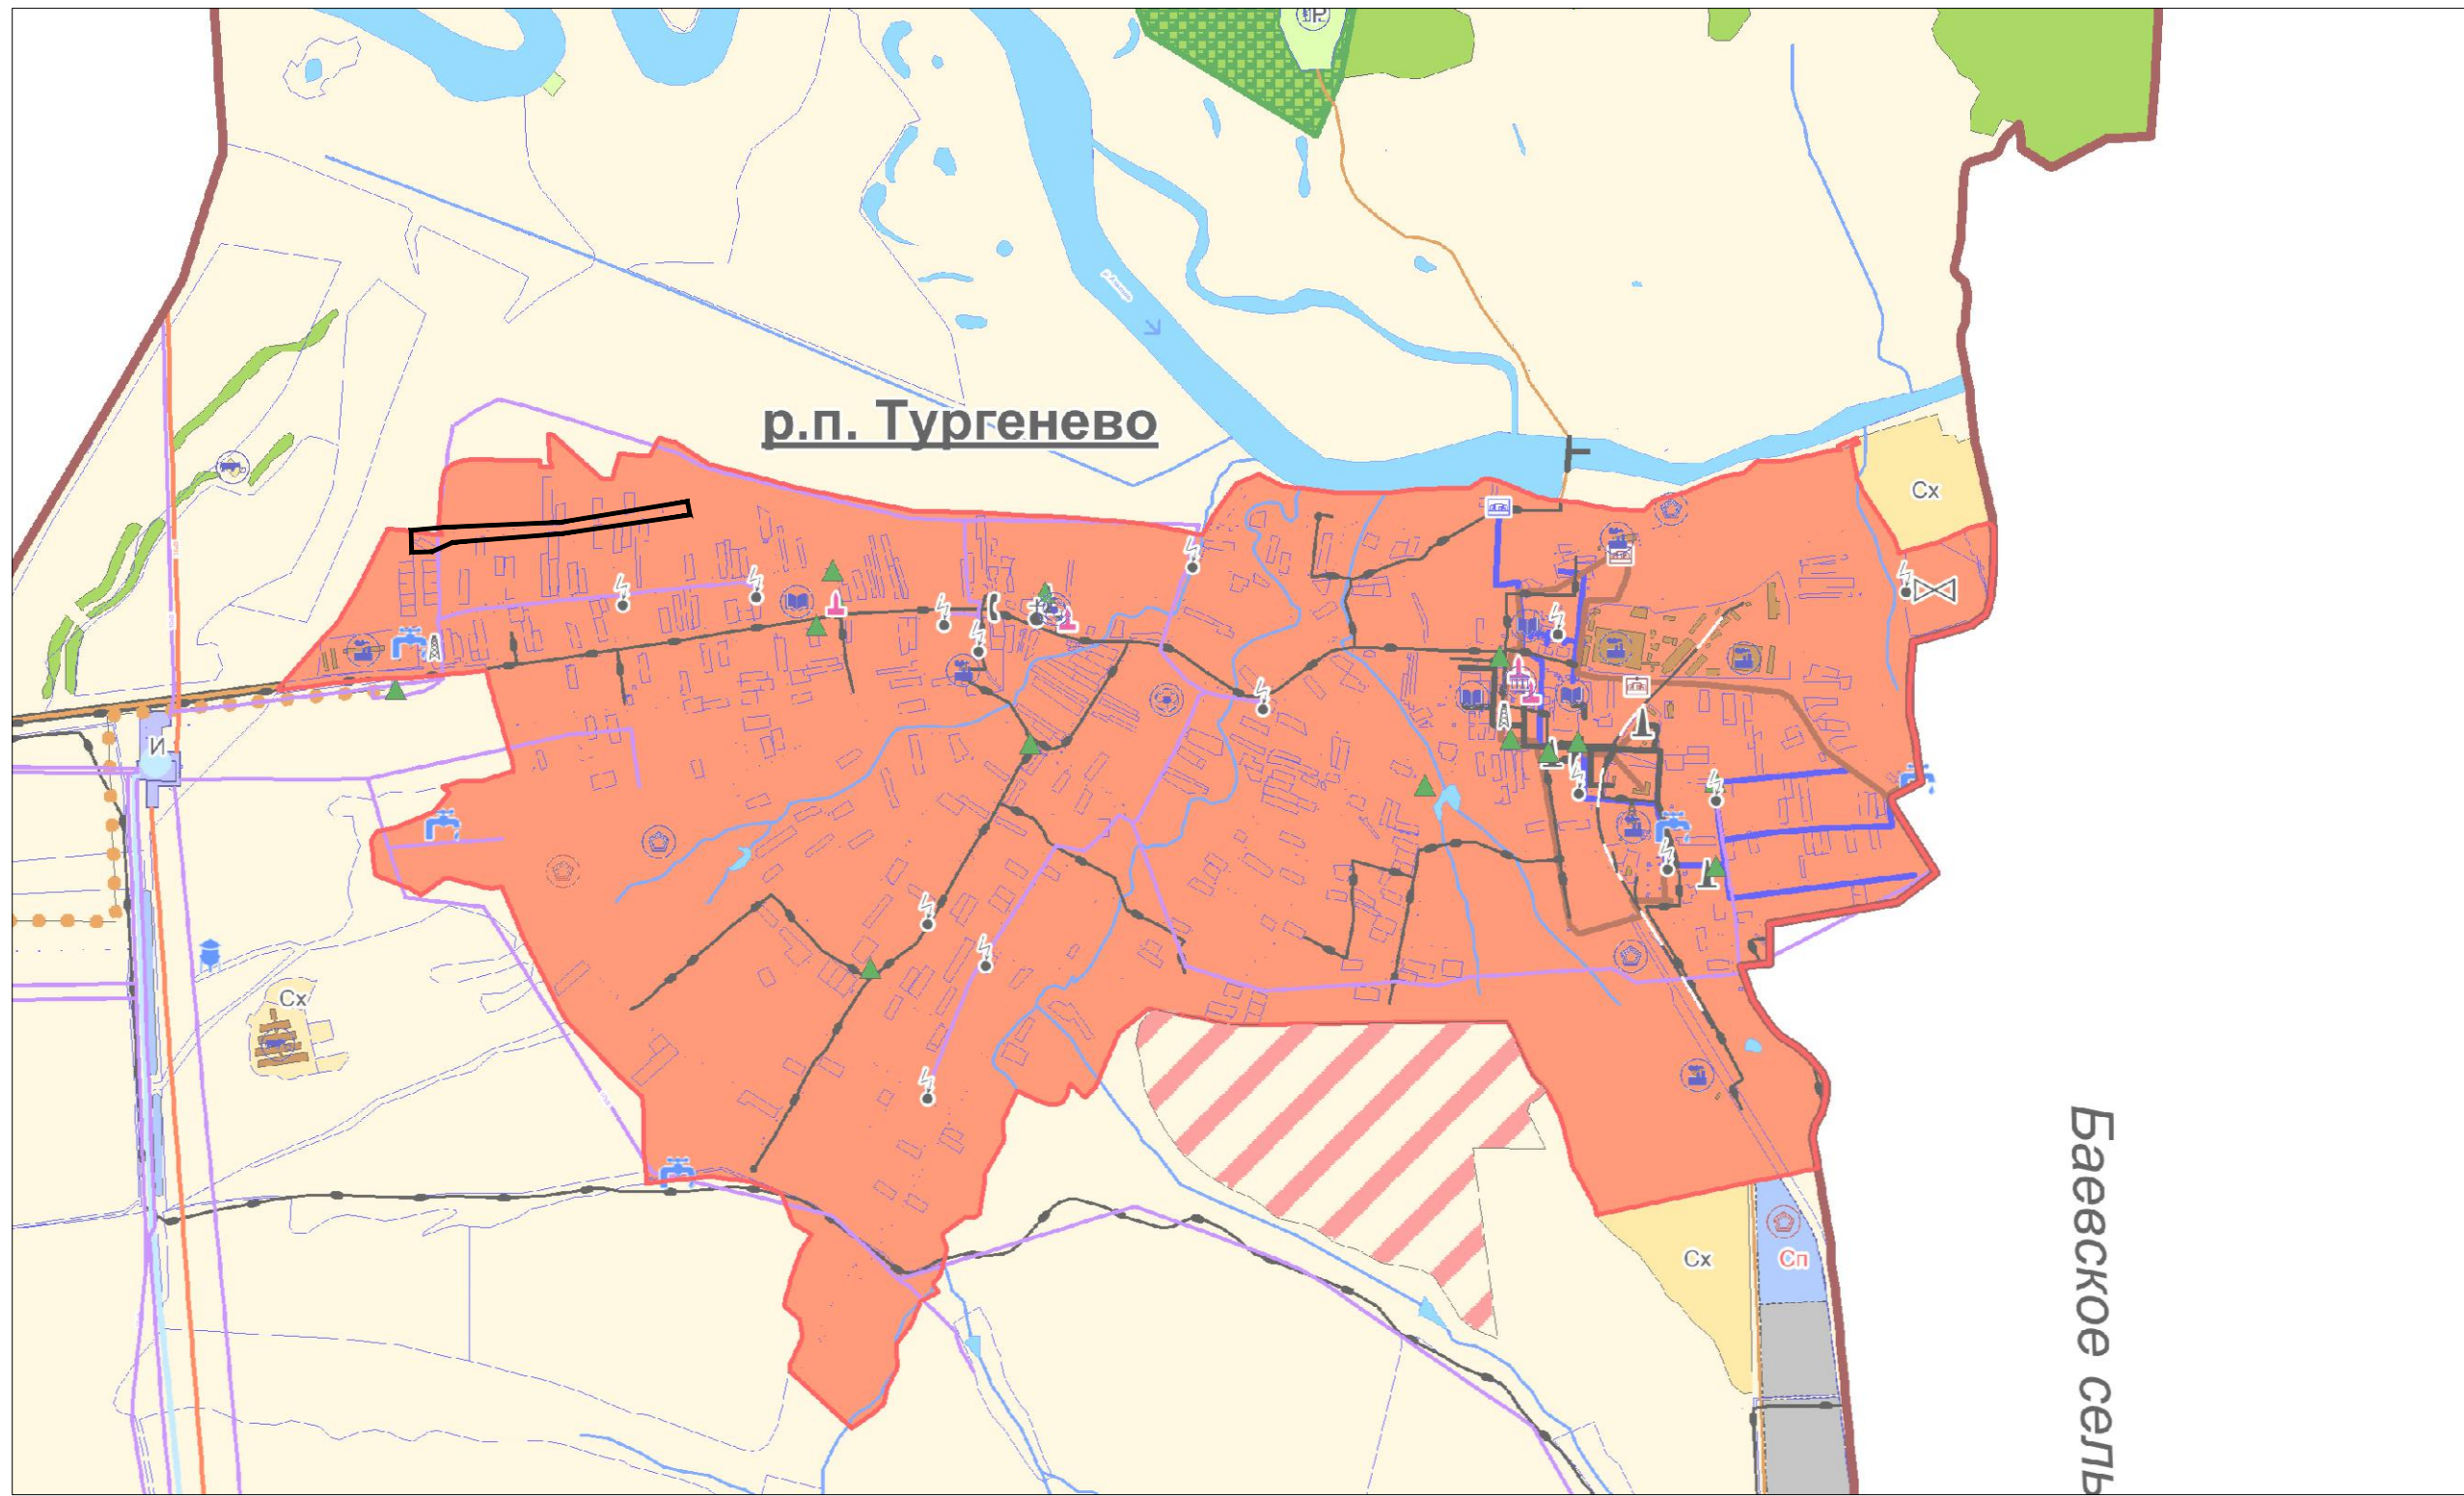 Р
р.п. Тургенево
Сх
И
Сх
Баевское сель
Сх
Сп